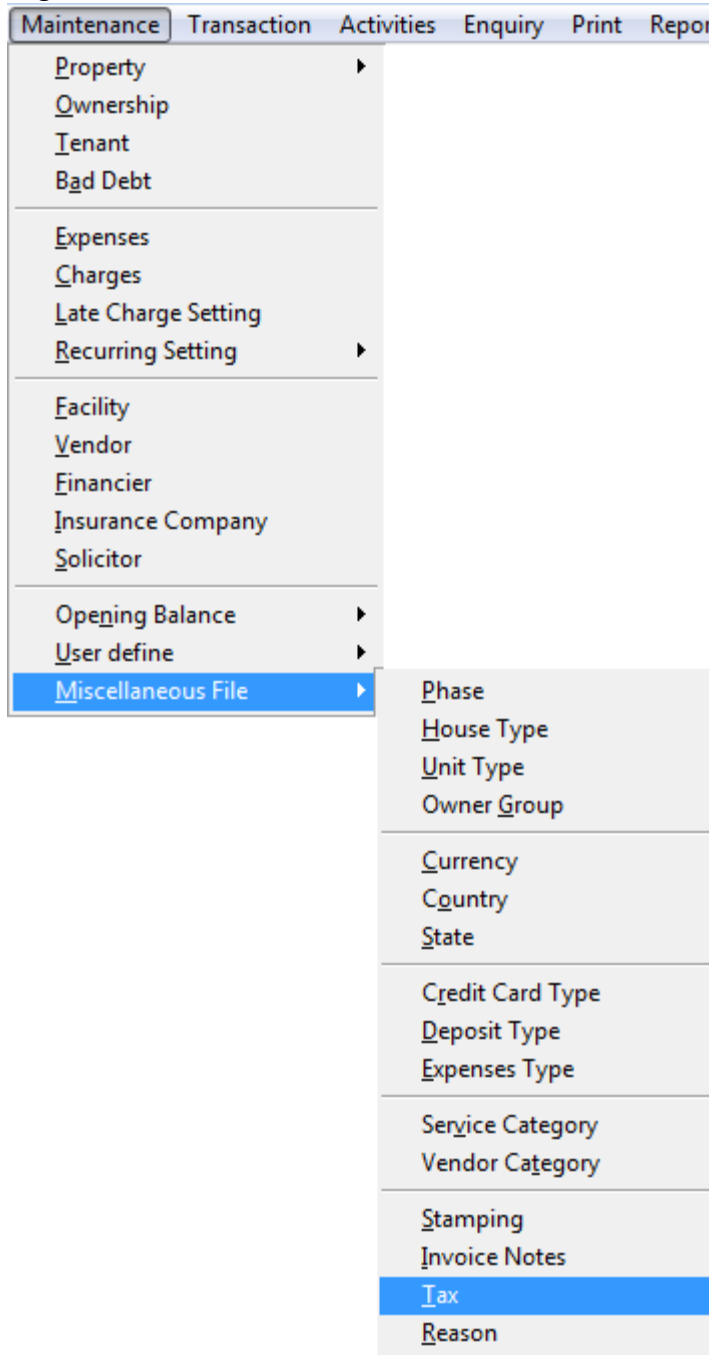 Maintenance Transaction Activities Enquiry Print Repor
Property
Ownership
Tenant
Bad Debt
Expenses
Charges
Late Charge Setting
Recurring Setting
Facility
Vendor
Financier
Insurance Company
Solicitor
Opening Balance
User define
Miscellaneous File
Phase
House Type
Unit Type
Owner Group
Currency
Country
State
Credit Card Type
Deposit Type
Expenses Type
Service Category
Vendor Category
Stamping
Invoice Notes
Tax
Reason